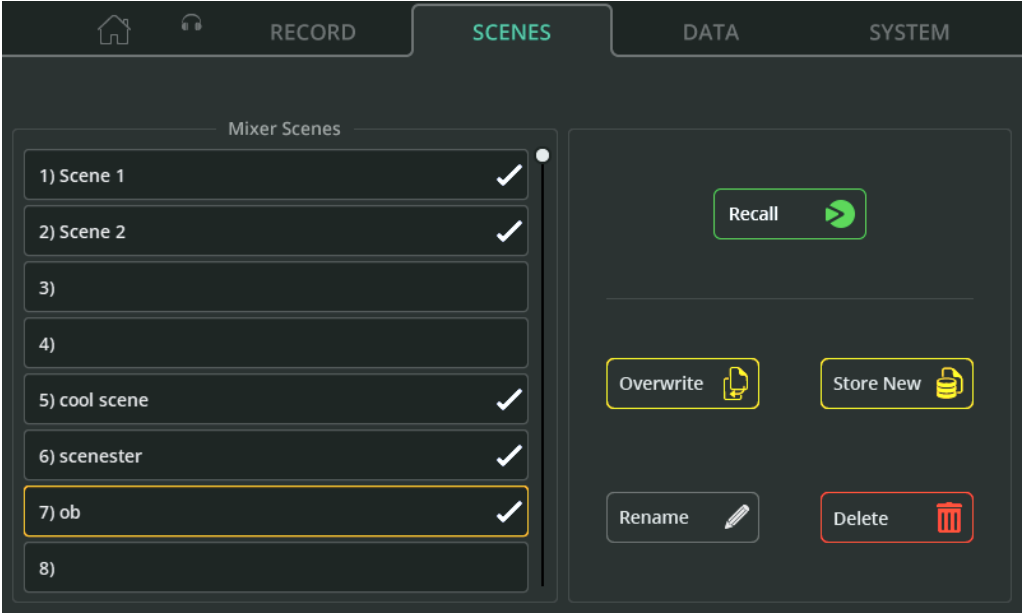 RECORD
SCENES
DATA
SYSTEM
Mixer Scenes
1) Scene 1
2) Scene 2
3)
4)
5) cool scene
6) scenester
7) ob
8)
Recall
Overwrite
Store New
Rename
Delete